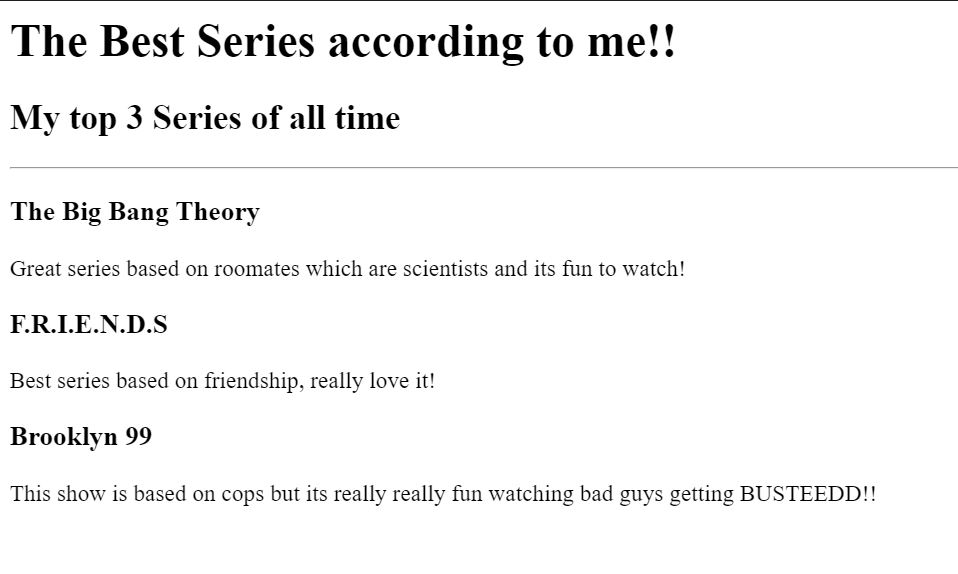 The Best Series according to me!!
My top 3 Series of all time
The Big Bang Theory
Great series based on roomates which are scientists and its fun to watch!
F.R.I.E.N.D.S
Best series based on friendship, really love it!
Brooklyn 99
This show is based on cops but its really really fun watching bad guys getting BUSTEEDD!!